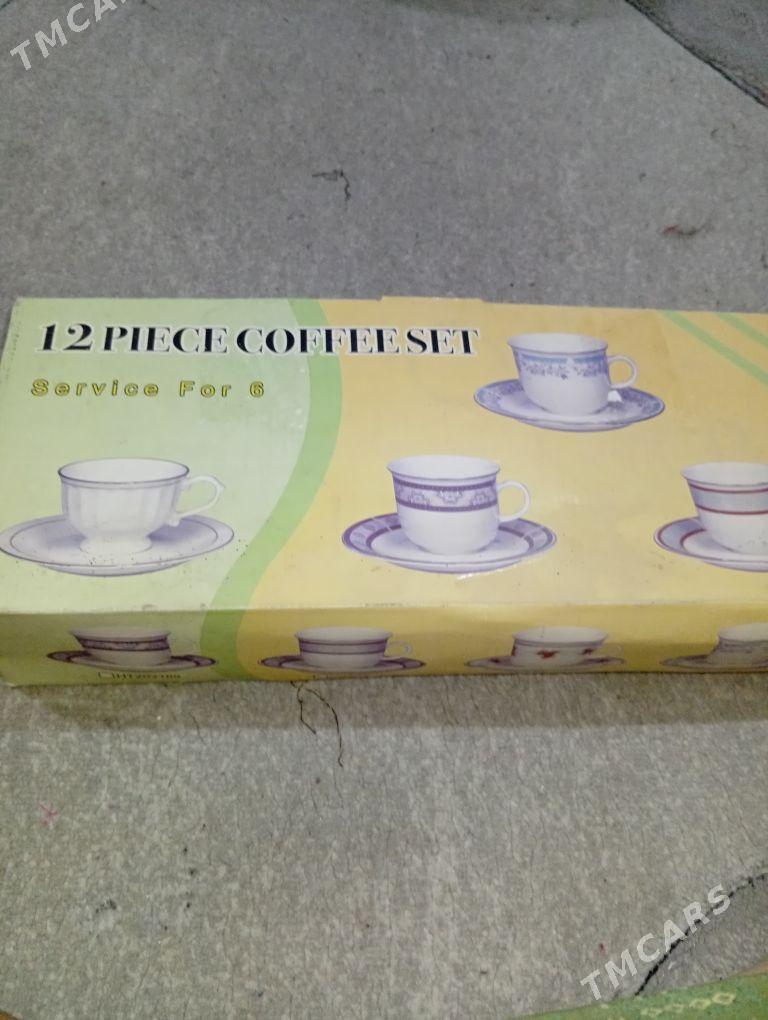 TMCARS
12 PIECE COFFEE SET
Service For 6
TMCARS